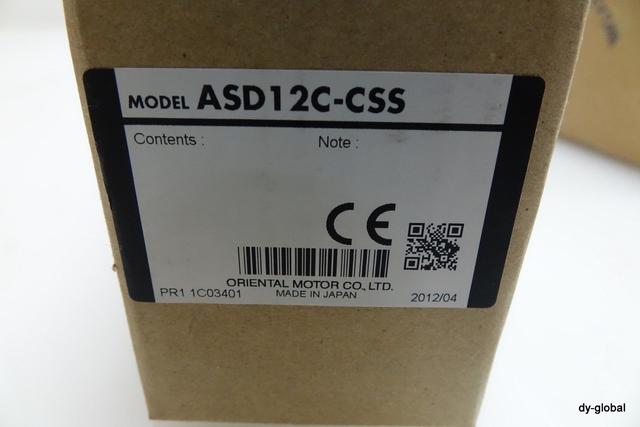 MODEL ASD12C-CSS
Contents : Note :
CE
ORIENTAL MOTOR CO., LTD.
PR1 1C03401 MADE IN JAPAN 2012/04
dy-global